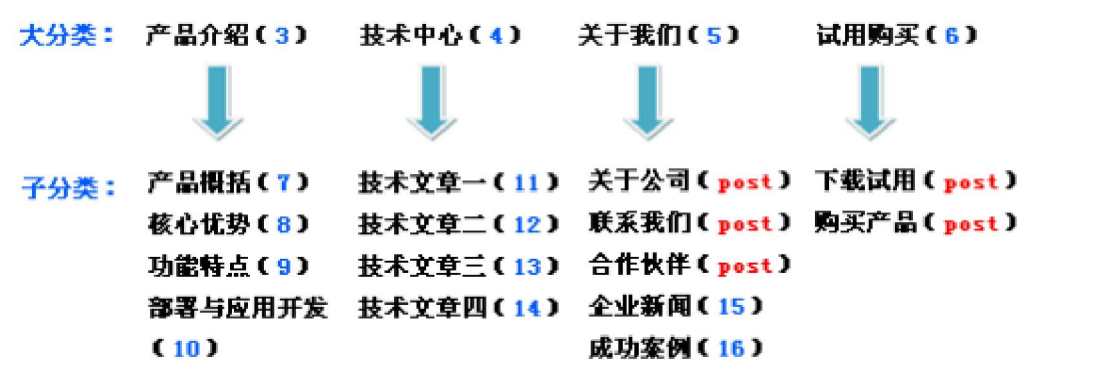 大分类： 产品介绍（3） 技术中心（4） 关于我们（5） 试用购买（6）
子分类： 产品概括（7） 技术文章一（11） 关于公司（post） 下载试用（post）
核心优势（8） 技术文章二（12） 联系我们（post） 购买产品（post）
功能特点（9） 技术文章三（13） 合作伙伴（post）
部署与应用开发 技术文章四（14） 企业新闻（15）
（10） 成功案例（16）